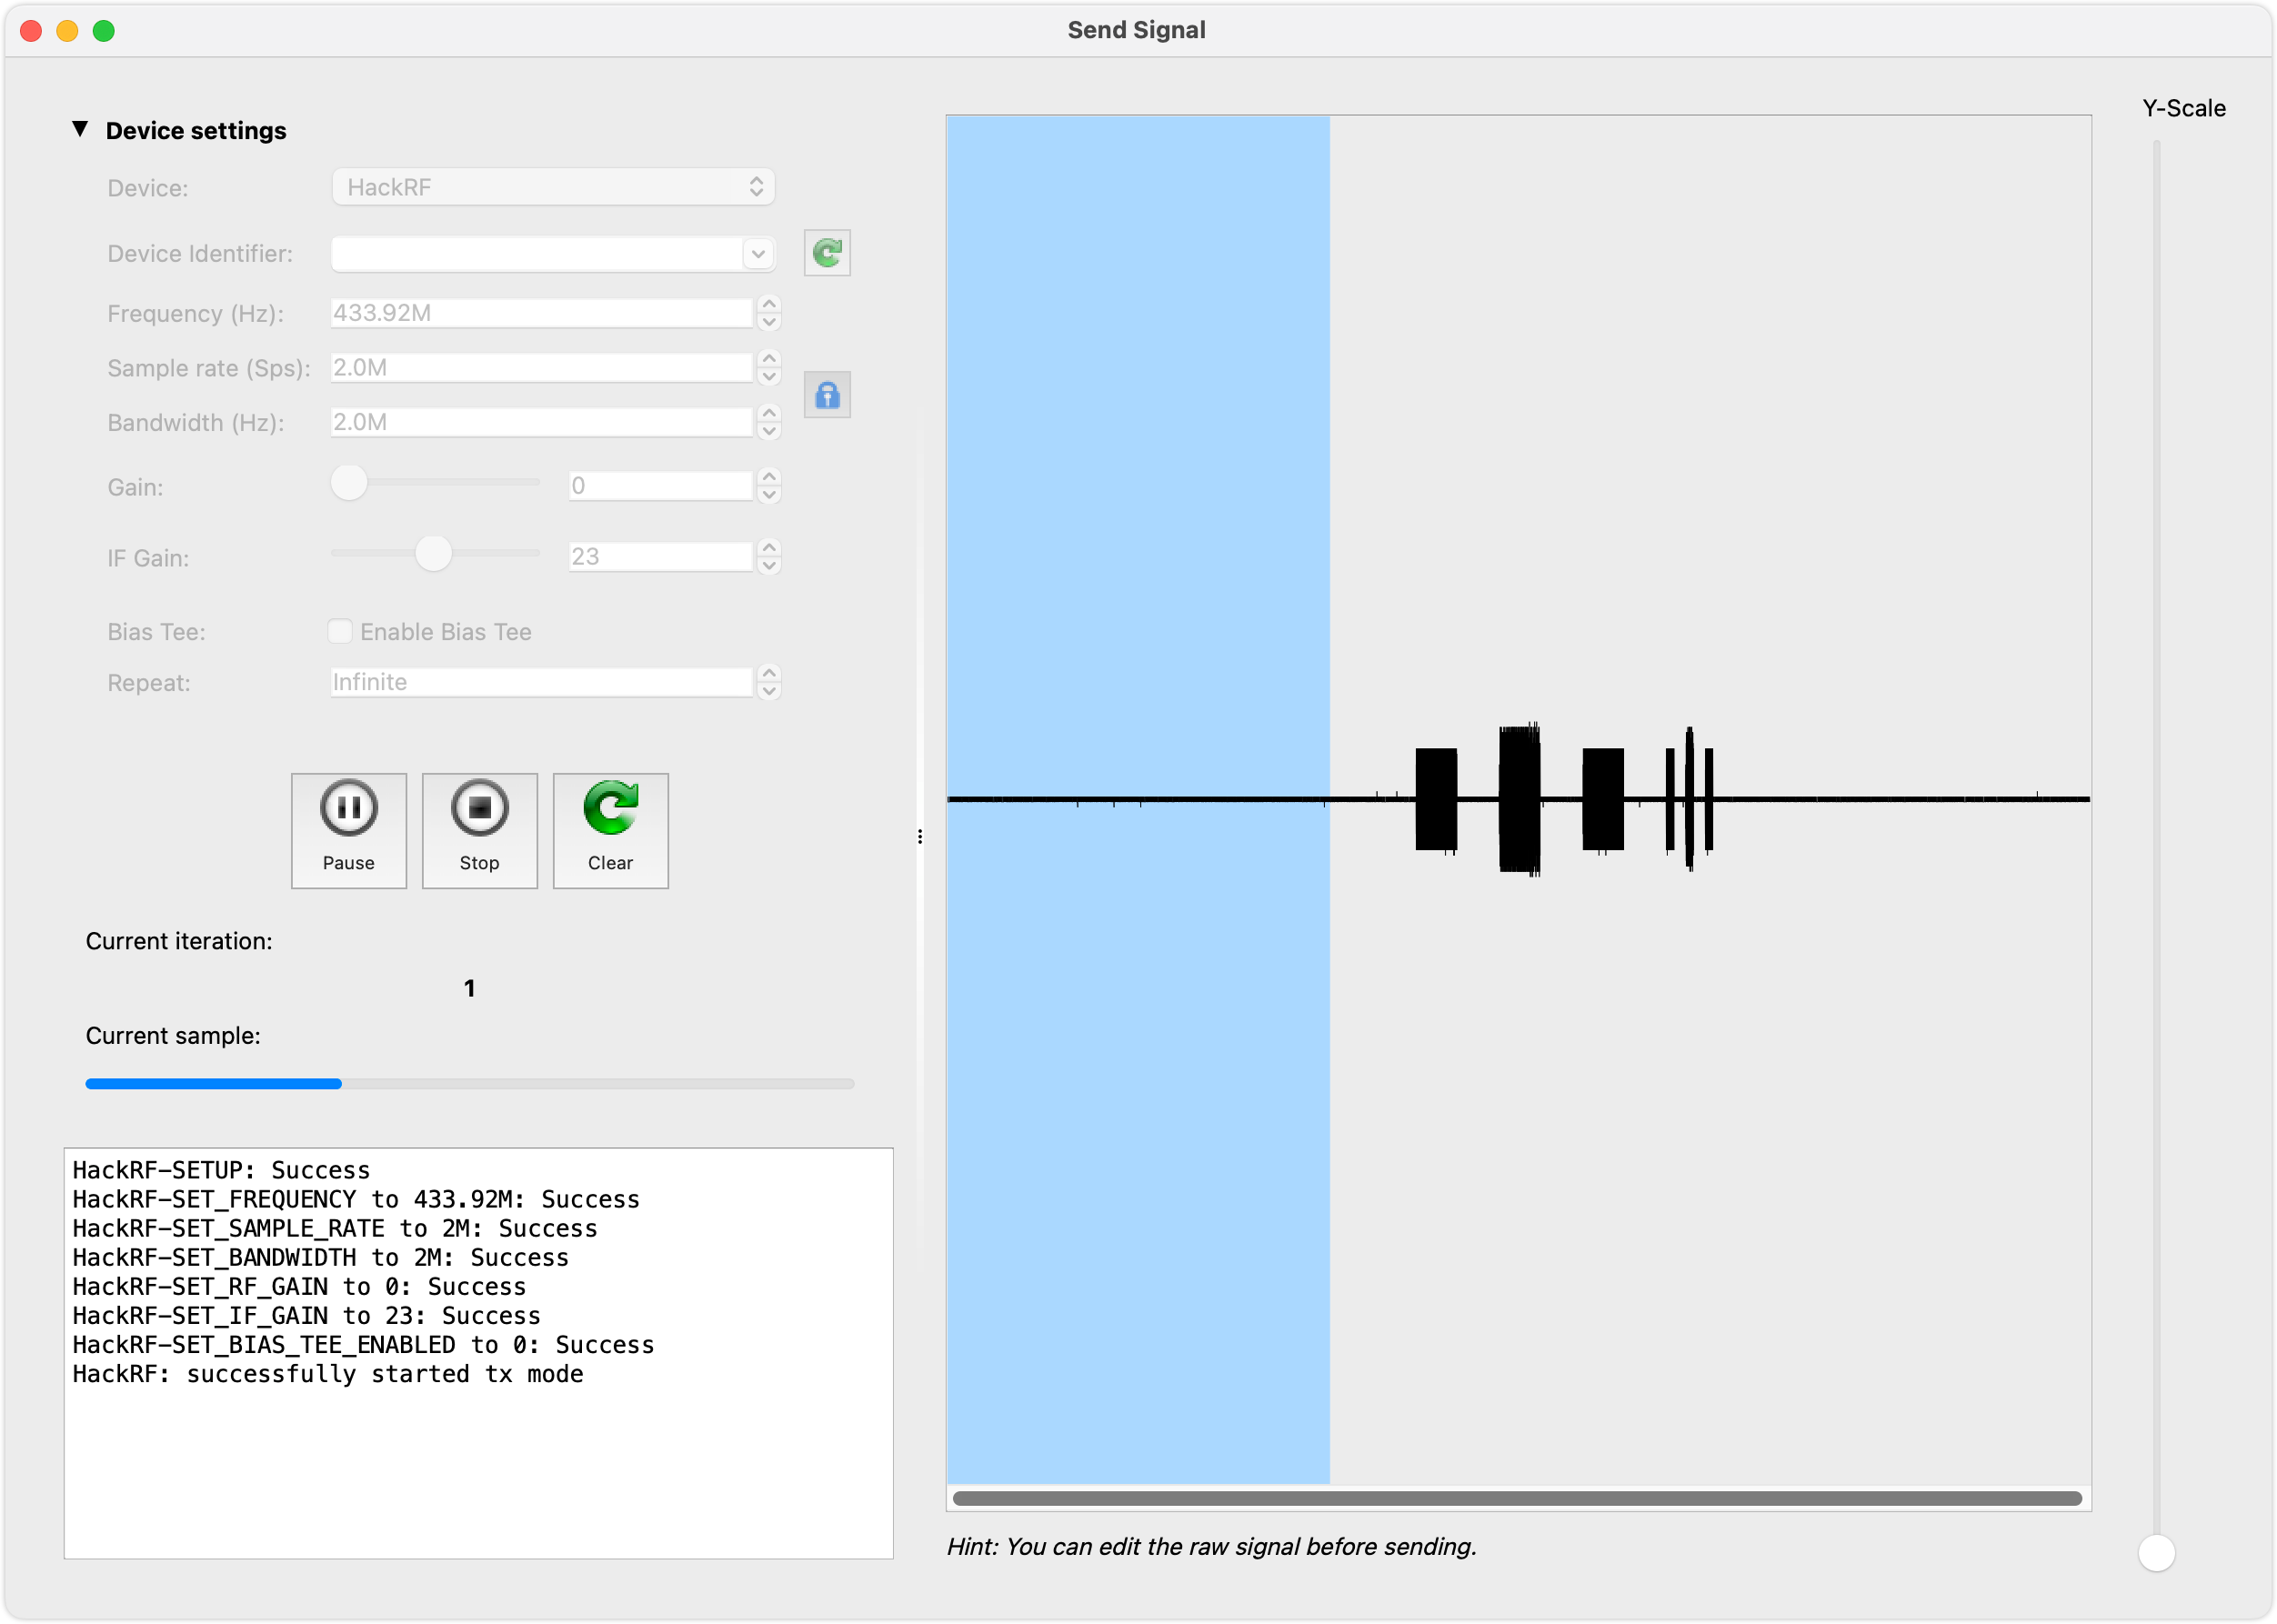 Send Signal
Device settings
Device: HackRF
Device Identifier:
Frequency (Hz): 433.92M
Sample rate (Sps): 2.0M
Bandwidth (Hz): 2.0M
Gain: 0
IF Gain: 23
Bias Tee: Enable Bias Tee
Repeat: Infinite
Pause Stop Clear
Current iteration:
1
Current sample:
HackRF-SETUP: Success
HackRF-SET_FREQUENCY to 433.92M: Success
HackRF-SET_SAMPLE_RATE to 2M: Success
HackRF-SET_BANDWIDTH to 2M: Success
HackRF-SET_RF_GAIN to 0: Success
HackRF-SET_IF_GAIN to 23: Success
HackRF-SET_BIAS_TEE_ENABLED to 0: Success
HackRF: successfully started tx mode
Y-Scale
Hint: You can edit the raw signal before sending.